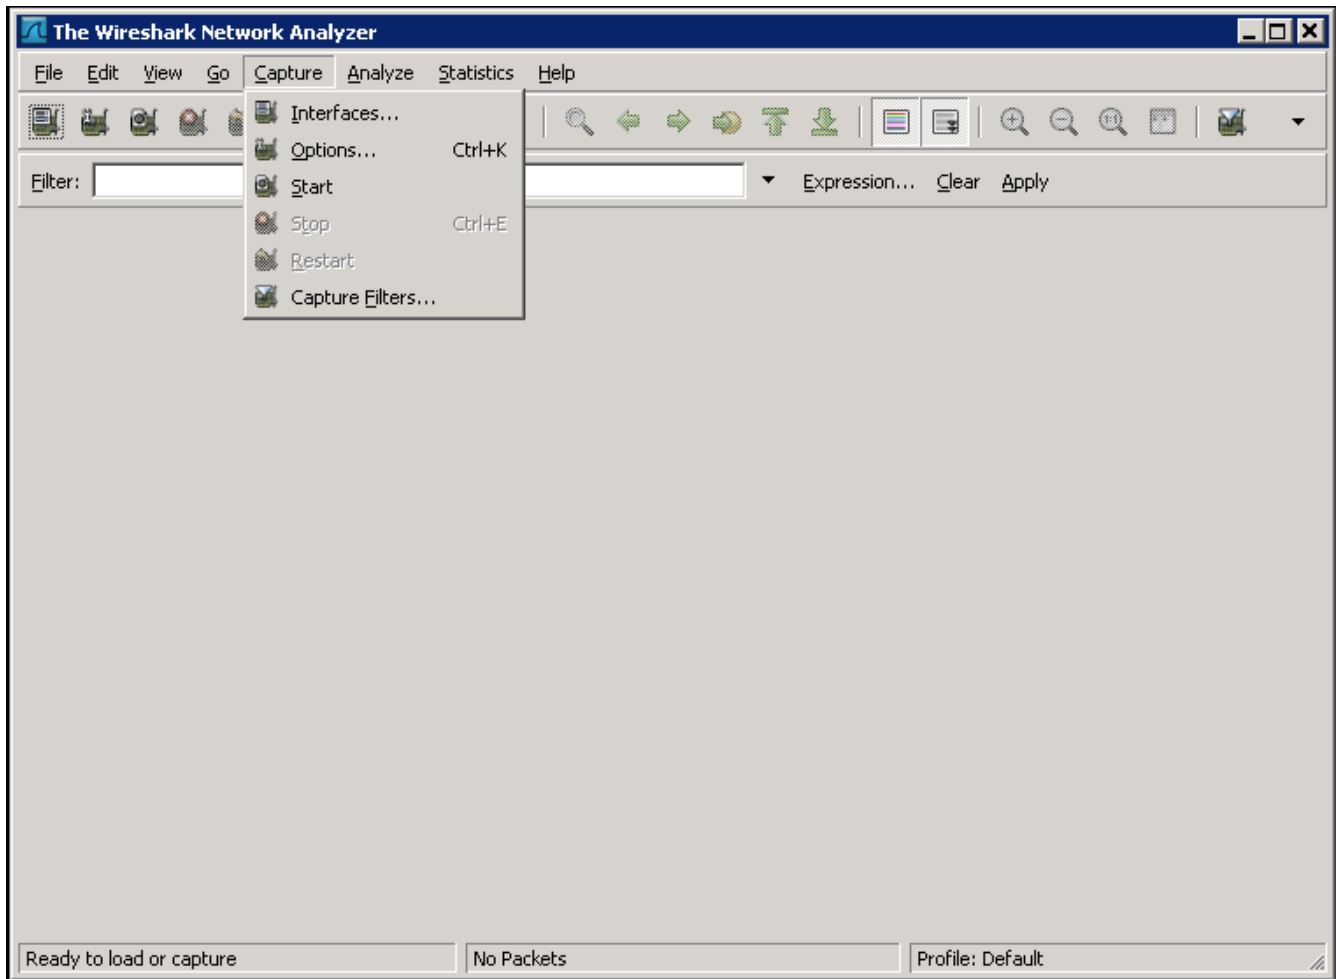 The Wireshark Network Analyzer
File Edit View Go Capture Analyze Statistics Help
Interfaces...
Options... Ctrl+K
Filter: Expression... Clear Apply
Start
Stop Ctrl+E
Restart
Capture Filters...
Ready to load or capture No Packets Profile: Default